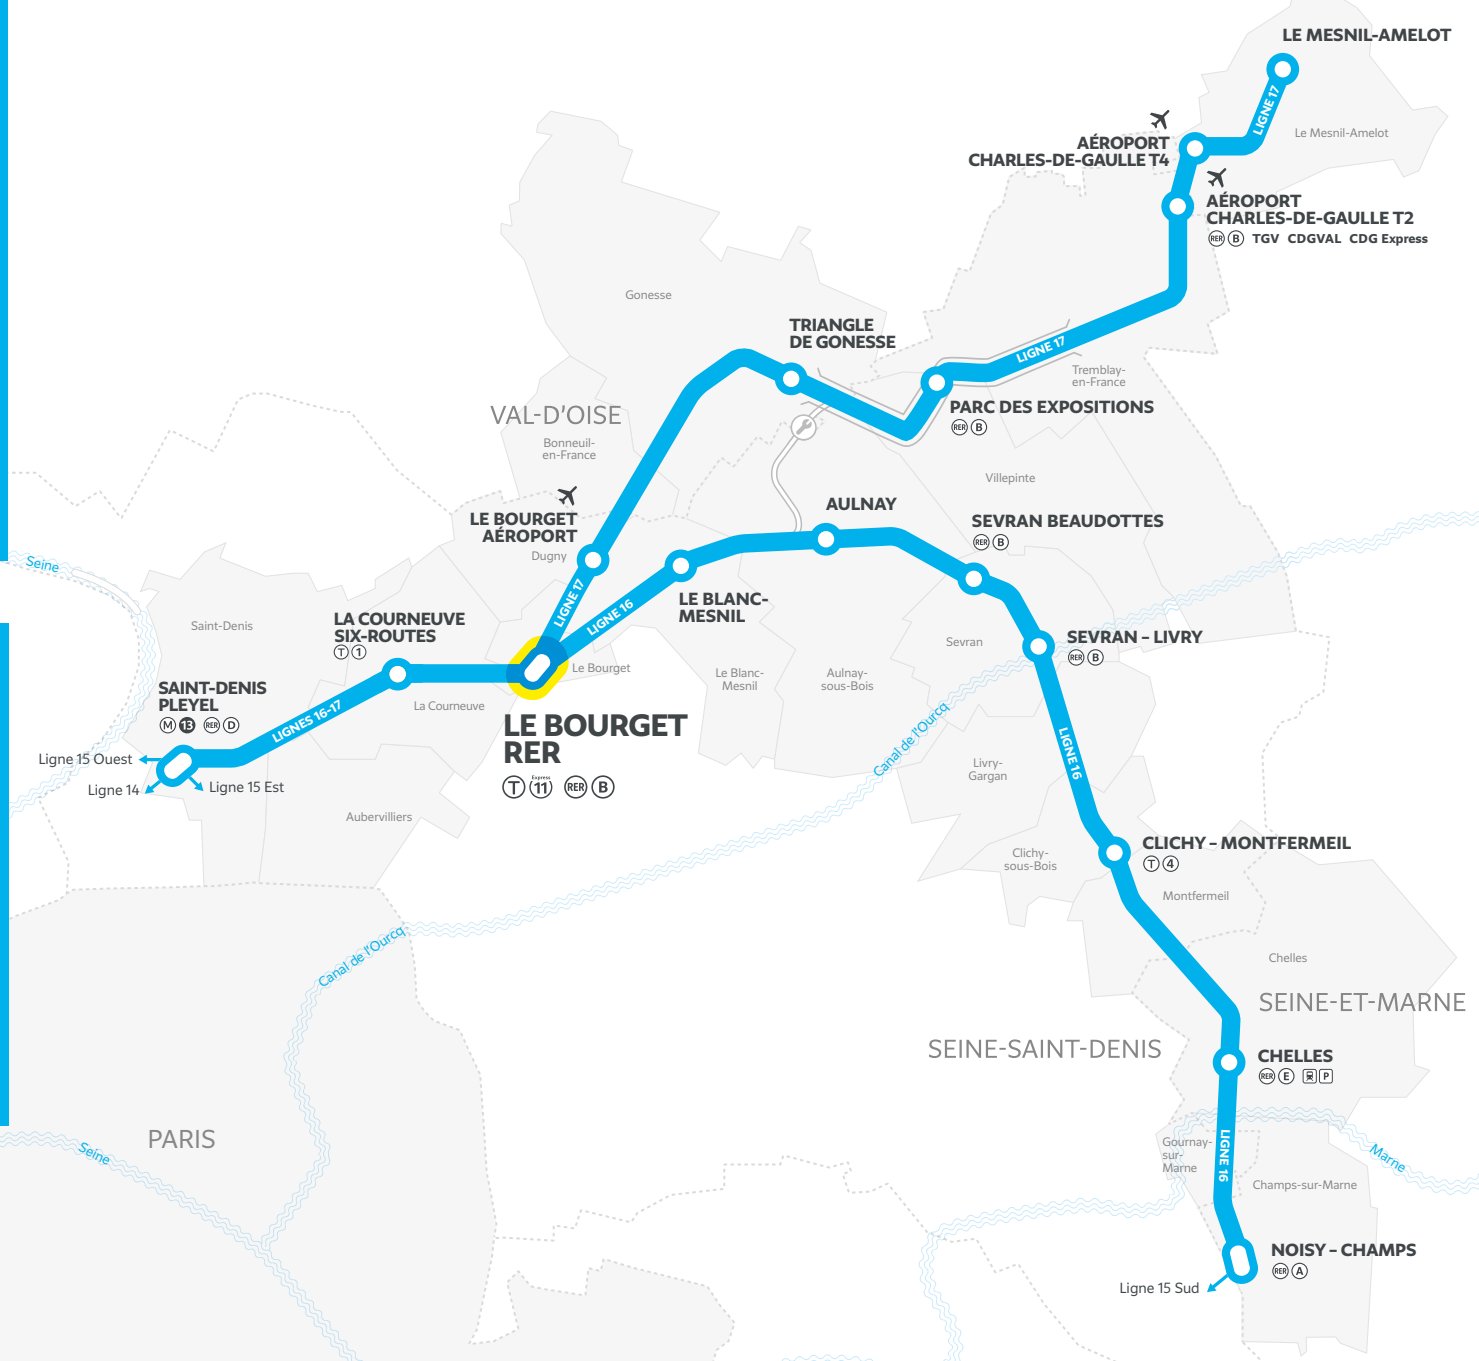 LE MESNIL-AMELOT
LIGNE 17
Le Mesnil-Amelot
AÉROPORT
CHARLES-DE-GAULLE T4
AÉROPORT
CHARLES-DE-GAULLE T2
RER B TGV CDGVAL CDG Express
Gonesse
TRIANGLE
DE GONESSE
LIGNE 17
Tremblay-
en-France
PARC DES EXPOSITIONS
RER B
VAL-D'OISE
Bonneuil-
en-France
Villepinte
LE BOURGET
AÉROPORT
Dugny
AULNAY
SEVRAN BEAUDOTTES
RER B
Seine
LIGNE 17
LIGNE 16
LE BLANC-
MESNIL
Saint-Denis
LA COURNEUVE
SIX-ROUTES
T 1
Sevran
SEVRAN – LIVRY
RER B
Le Bourget
Le Blanc-
Mesnil
Aulnay-
sous-Bois
SAINT-DENIS
PLEYEL
M 13 RER D
LIGNES 16-17
La Courneuve
LE BOURGET
RER
T Express 11 RER B
Canal de l'Ourcq
LIGNE 16
Ligne 15 Ouest
Ligne 14
Ligne 15 Est
Livry-
Gargan
Aubervilliers
CLICHY – MONTFERMEIL
T 4
Clichy-
sous-Bois
Montfermeil
Canal de l'Ourcq
Chelles
SEINE-ET-MARNE
SEINE-SAINT-DENIS
CHELLES
RER E P
PARIS
Seine
Gournay-
sur-
Marne
LIGNE 16
Marne
Champs-sur-Marne
NOISY – CHAMPS
RER A
Ligne 15 Sud